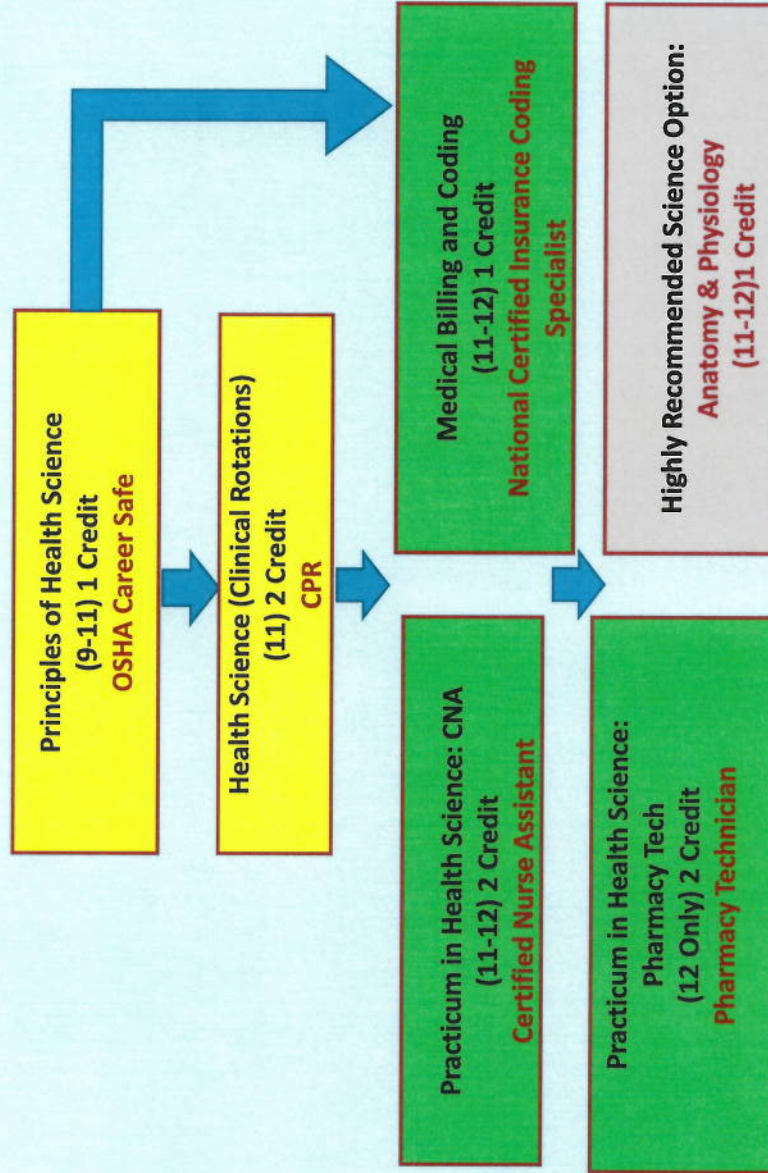 Principles of Health Science
(9-11) 1 Credit
OSHA Career Safe
Health Science (Clinical Rotations)
(11) 2 Credit
CPR
Practicum in Health Science: CNA
(11-12) 2 Credit
Certified Nurse Assistant
Medical Billing and Coding
(11-12) 1 Credit
National Certified Insurance Coding
Specialist
Practicum in Health Science:
Pharmacy Tech
(12 Only) 2 Credit
Pharmacy Technician
Highly Recommended Science Option:
Anatomy & Physiology
(11-12)1 Credit